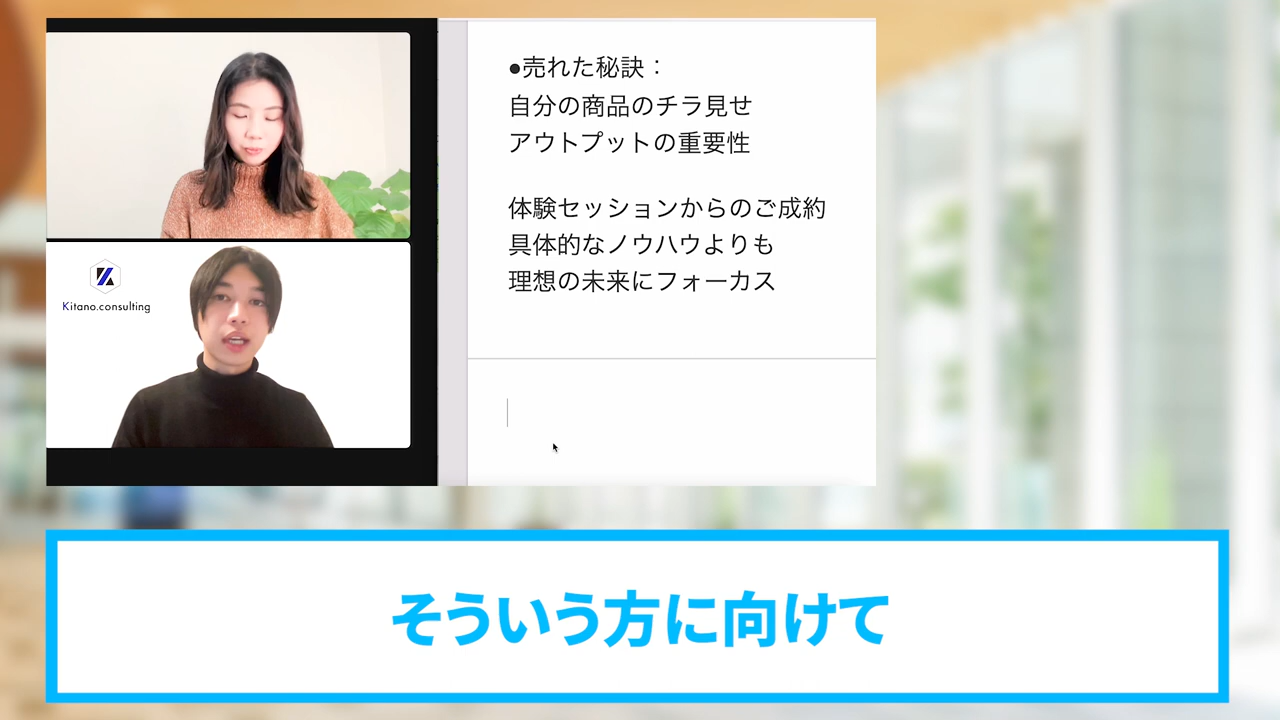 ●売れた秘訣：
自分の商品のチラ見せ
アウトプットの重要性
体験セッションからのご成約
具体的なノウハウよりも
理想の未来にフォーカス
Kitano.consulting
そういう方に向けて